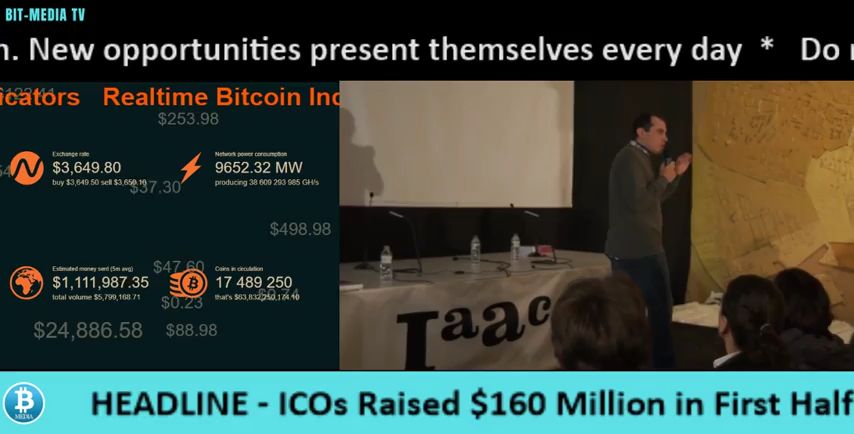 BIT-MEDIA TV
n. New opportunities present themselves every day * Do
icators Realtime Bitcoin Inc
$253.98
Exchange rate
$3,649.80
buy $3,649.50 sell $3,650.10
$37.30
Network power consumption
9652.32 MW
producing 38 609 293 985 GH/s
$498.98
Estimated money sent (5m avg)
$1,111,987.35
total volume $5,799,168.71
$47.60
Coins in circulation
17 489 250
that's $63,832,250,174.10
$0.23
$24,886.58 $88.98
Iaac
B
MEDIA
HEADLINE - ICOs Raised $160 Million in First Half